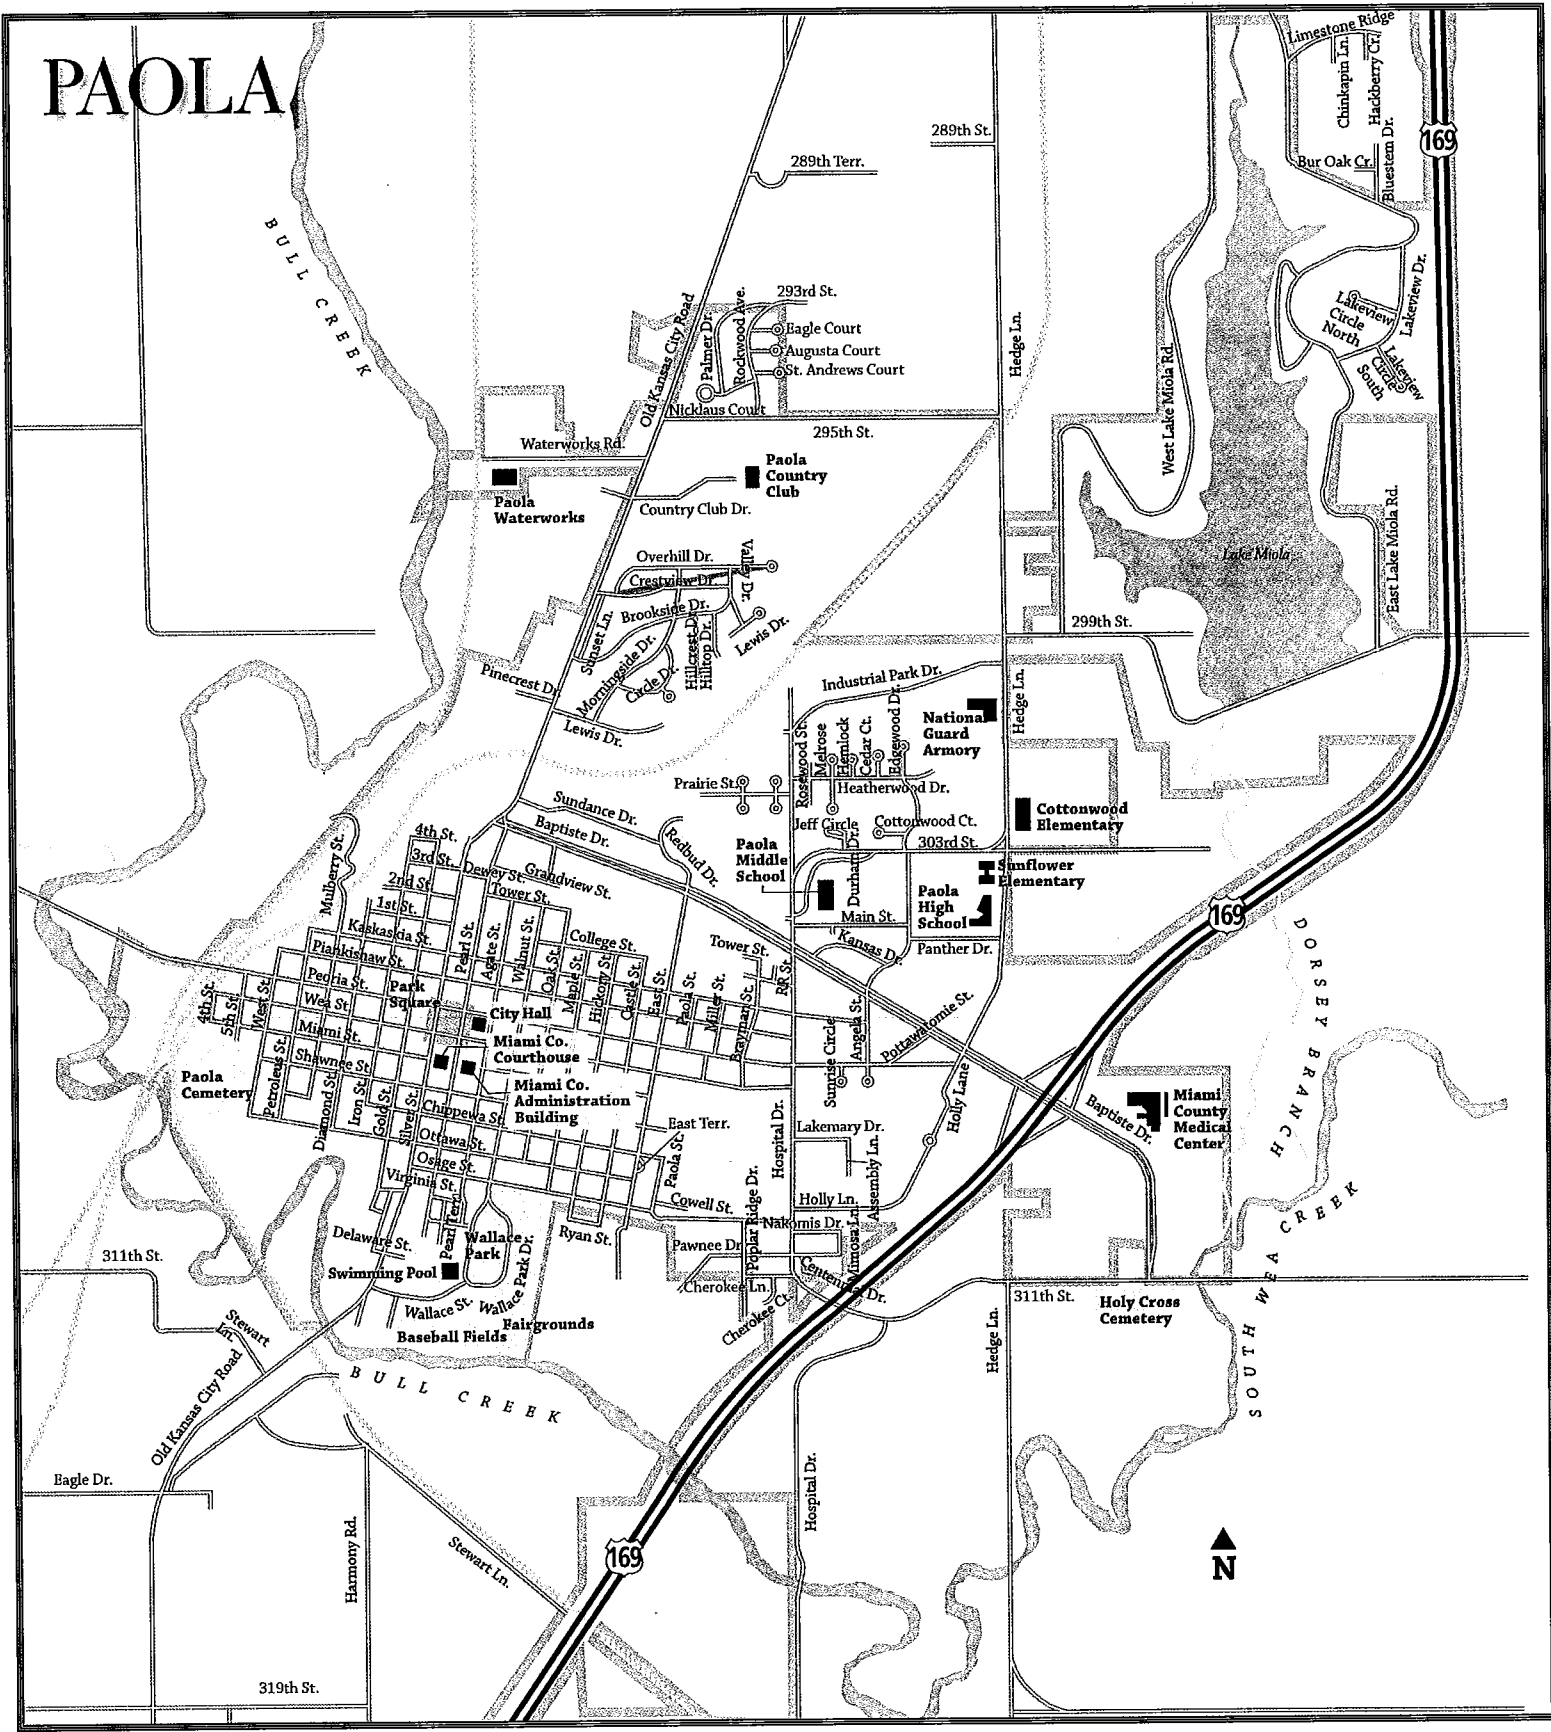 PAOLA
Limestone Ridge
Chinkapin Ln.
Hackberry Cr.
289th St.
169
289th Terr.
Bur Oak Cr.
Bluestem Dr.
BULL CREEK
293rd St.
Old Kansas City Road
Palmer Dr.
Rockwood Ave.
Eagle Court
Augusta Court
St. Andrews Court
Nicklaus Court
Hedge Ln.
West Lake Miola Rd.
Lakeview Dr.
Lakeview
Circle
North
Lakeview
Circle
South
295th St.
Waterworks Rd.
Paola
Country
Club
Paola
Waterworks
Country Club Dr.
Overhill Dr.
Valley Dr.
Crestview Dr.
Brookside Dr.
Lake Miola
East Lake Miola Rd.
Sunset Ln.
Hillcrest Dr.
Hilltop Dr.
Lewis Dr.
299th St.
Morningside Dr.
Circle Dr.
Pinecrest Dr.
Lewis Dr.
Industrial Park Dr.
Hedge Ln.
National
Guard
Armory
Rosewood St.
Melrose
Hemlock
Cedar Ct.
Edgewood Dr.
Prairie St.
Heatherwood Dr.
Sundance Dr.
Baptiste Dr.
Redbud Dr.
Jeff Circle
Cottonwood Ct.
Cottonwood
Elementary
303rd St.
Mulberry St.
4th St.
3rd St.
Dewey St.
Grandview St.
2nd St.
Tower St.
1st St.
Paola
Middle
School
Durham Dr.
Sunflower
Elementary
Paola
High
School
169
Main St.
Kansas Dr.
Panther Dr.
Kaskaskia St.
Piankishaw St.
Peoria St.
Wea St.
Miami St.
Shawnee St.
Pearl St.
Agate St.
Walnut St.
College St.
Oak St.
Maple St.
Hickory St.
Castle St.
East St.
Paola St.
Miller St.
Brayman St.
Tower St.
RR St.
4th St.
5th St.
West St.
Park
Square
City Hall
Miami Co.
Courthouse
Miami Co.
Administration
Building
Sunrise Circle
Angela St.
Pottawatomie St.
DORSEY BRANCH
Paola
Cemetery
Petroleus St.
Diamond St.
Iron St.
Gold St.
Silver St.
Chippewa St.
Ottawa St.
Osage St.
Virginia St.
East Terr.
Paola St.
Hospital Dr.
Lakemary Dr.
Assembly Ln.
Holly Lane
Baptiste Dr.
Miami
County
Medical
Center
Cowell St.
Holly Ln.
Nakomis Dr.
Mimosa Ln.
Poplar Ridge Dr.
Pawnee Dr.
Cherokee Ln.
Centennial Dr.
Cherokee Ct.
Delaware St.
Pearl Terr.
Wallace
Park
Wallace Park Dr.
Ryan St.
311th St.
Swimming Pool
Wallace St.
Fairgrounds
Baseball Fields
Stewart
Ln.
Old Kansas City Road
311th St.
Holy Cross
Cemetery
Hedge Ln.
SOUTH WEA CREEK
BULL CREEK
Eagle Dr.
Harmony Rd.
Stewart Ln.
Hospital Dr.
169
N
319th St.